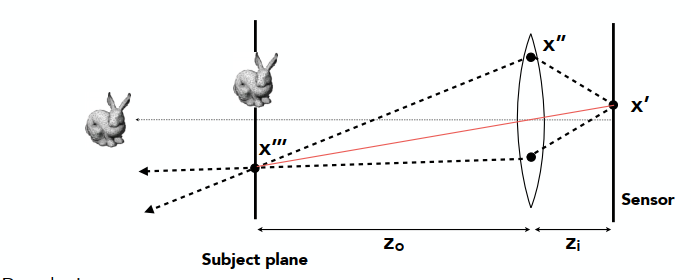 x″
x′
x‴
Sensor
zₒ
zᵢ
Subject plane